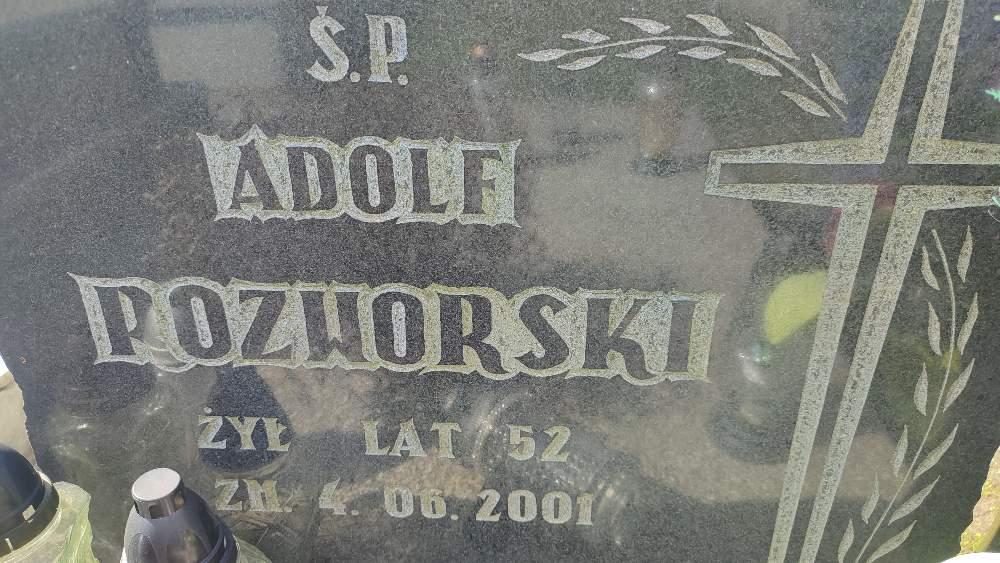 Ś.P.
ADOLF
POZWORSKI
ŻYŁ LAT 52
ZM. 4. 06. 2001